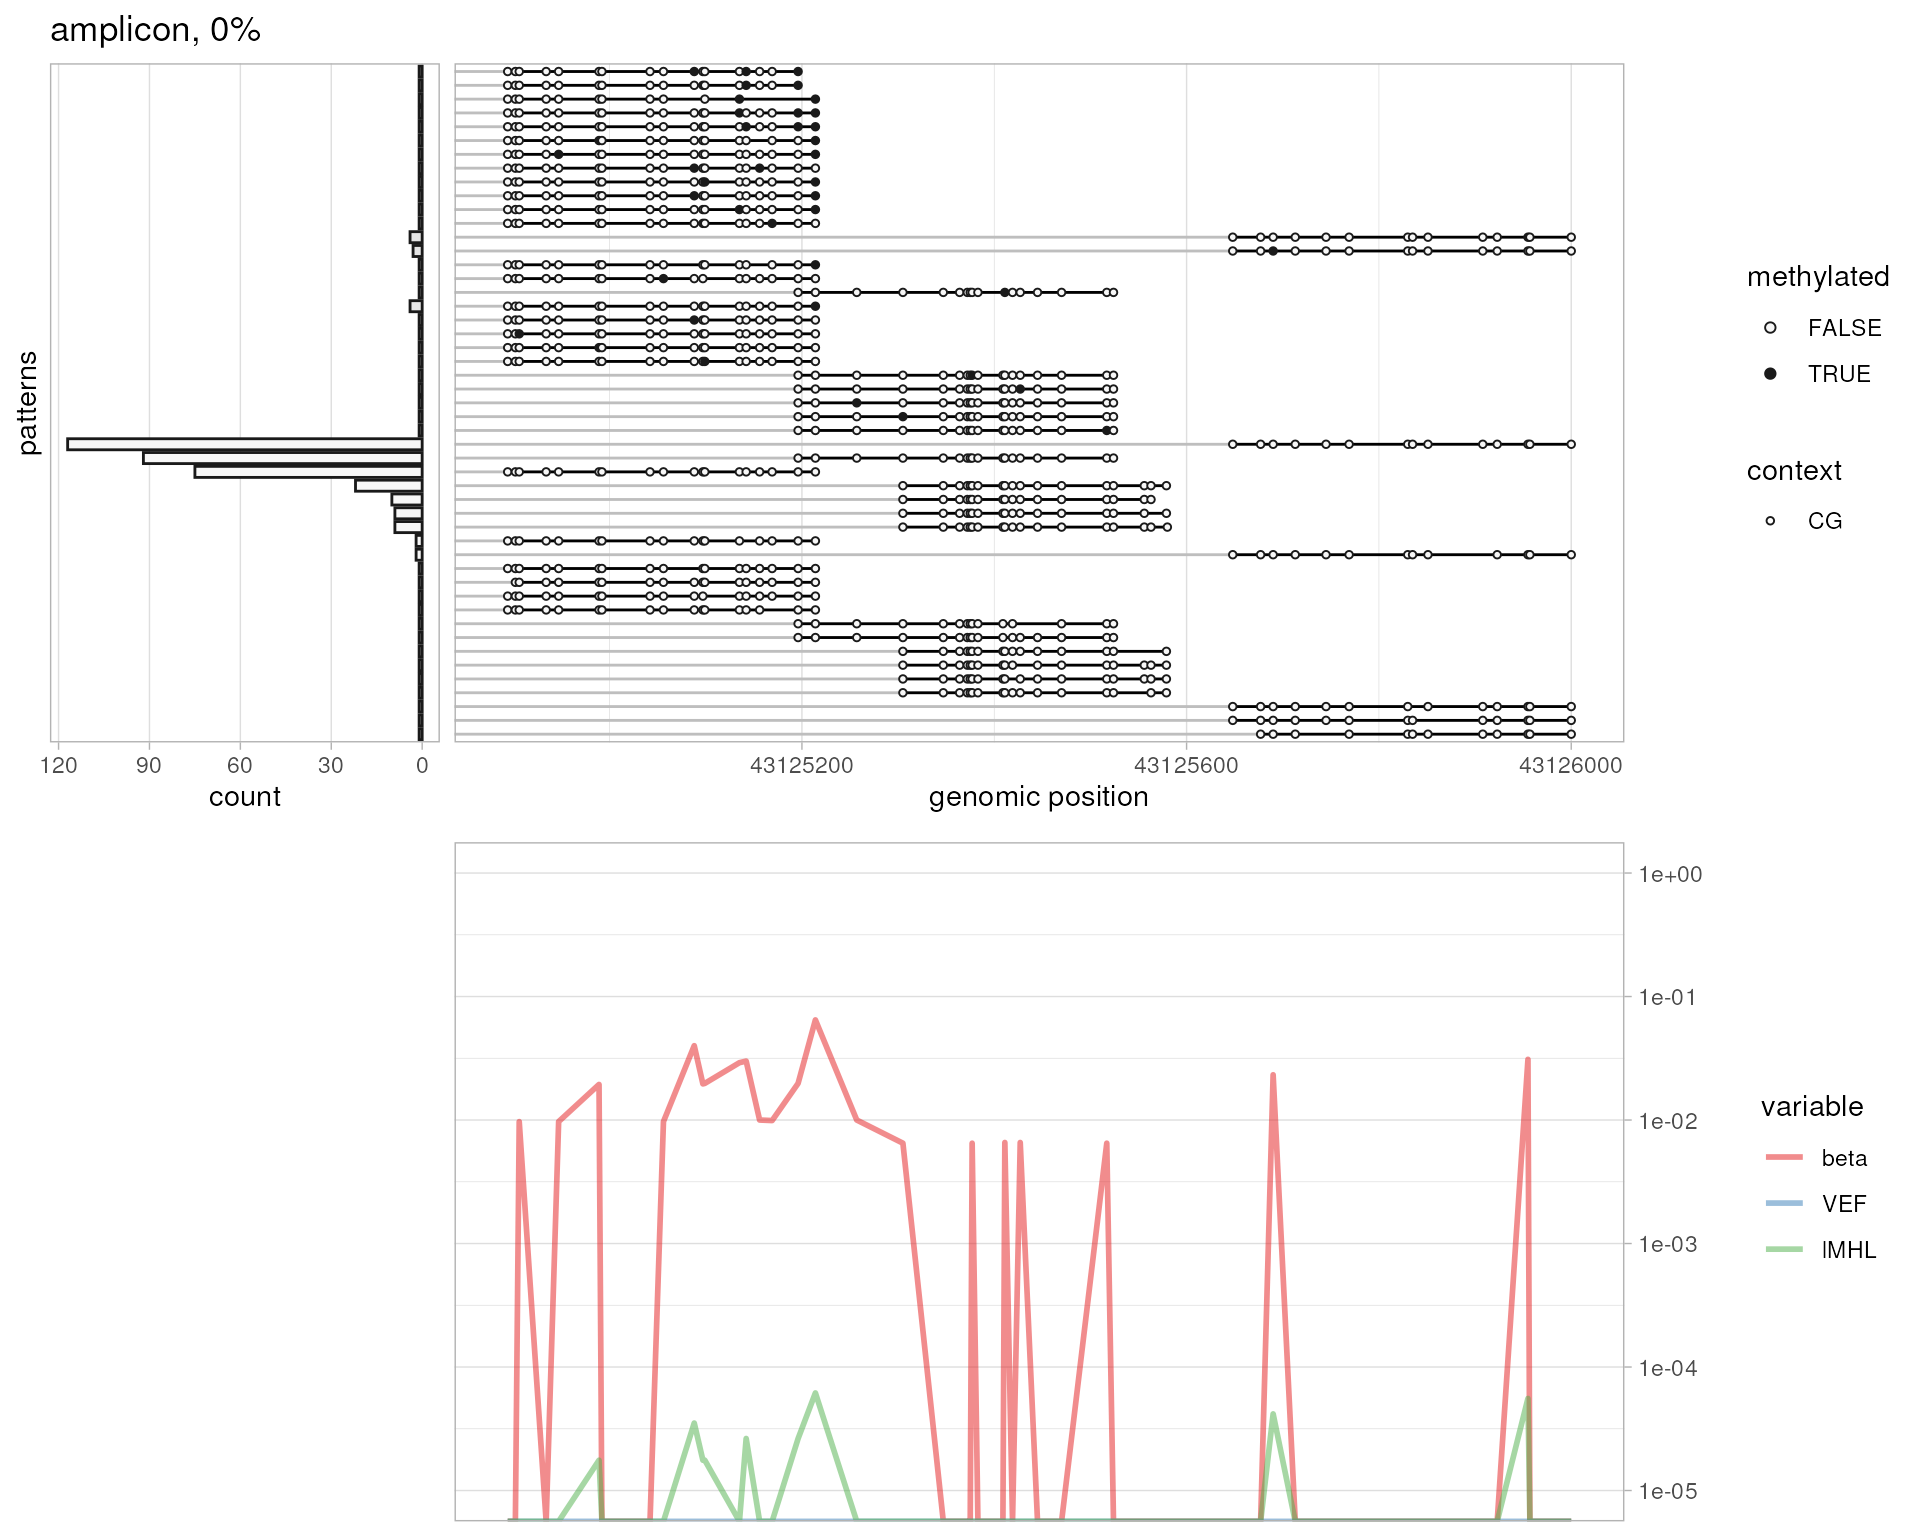 amplicon, 0%
patterns
120 90 60 30 0
count
43125200 43125600 43126000
genomic position
methylated
FALSE
TRUE
context
CG
1e+00
1e-01
1e-02
1e-03
1e-04
1e-05
variable
beta
VEF
lMHL